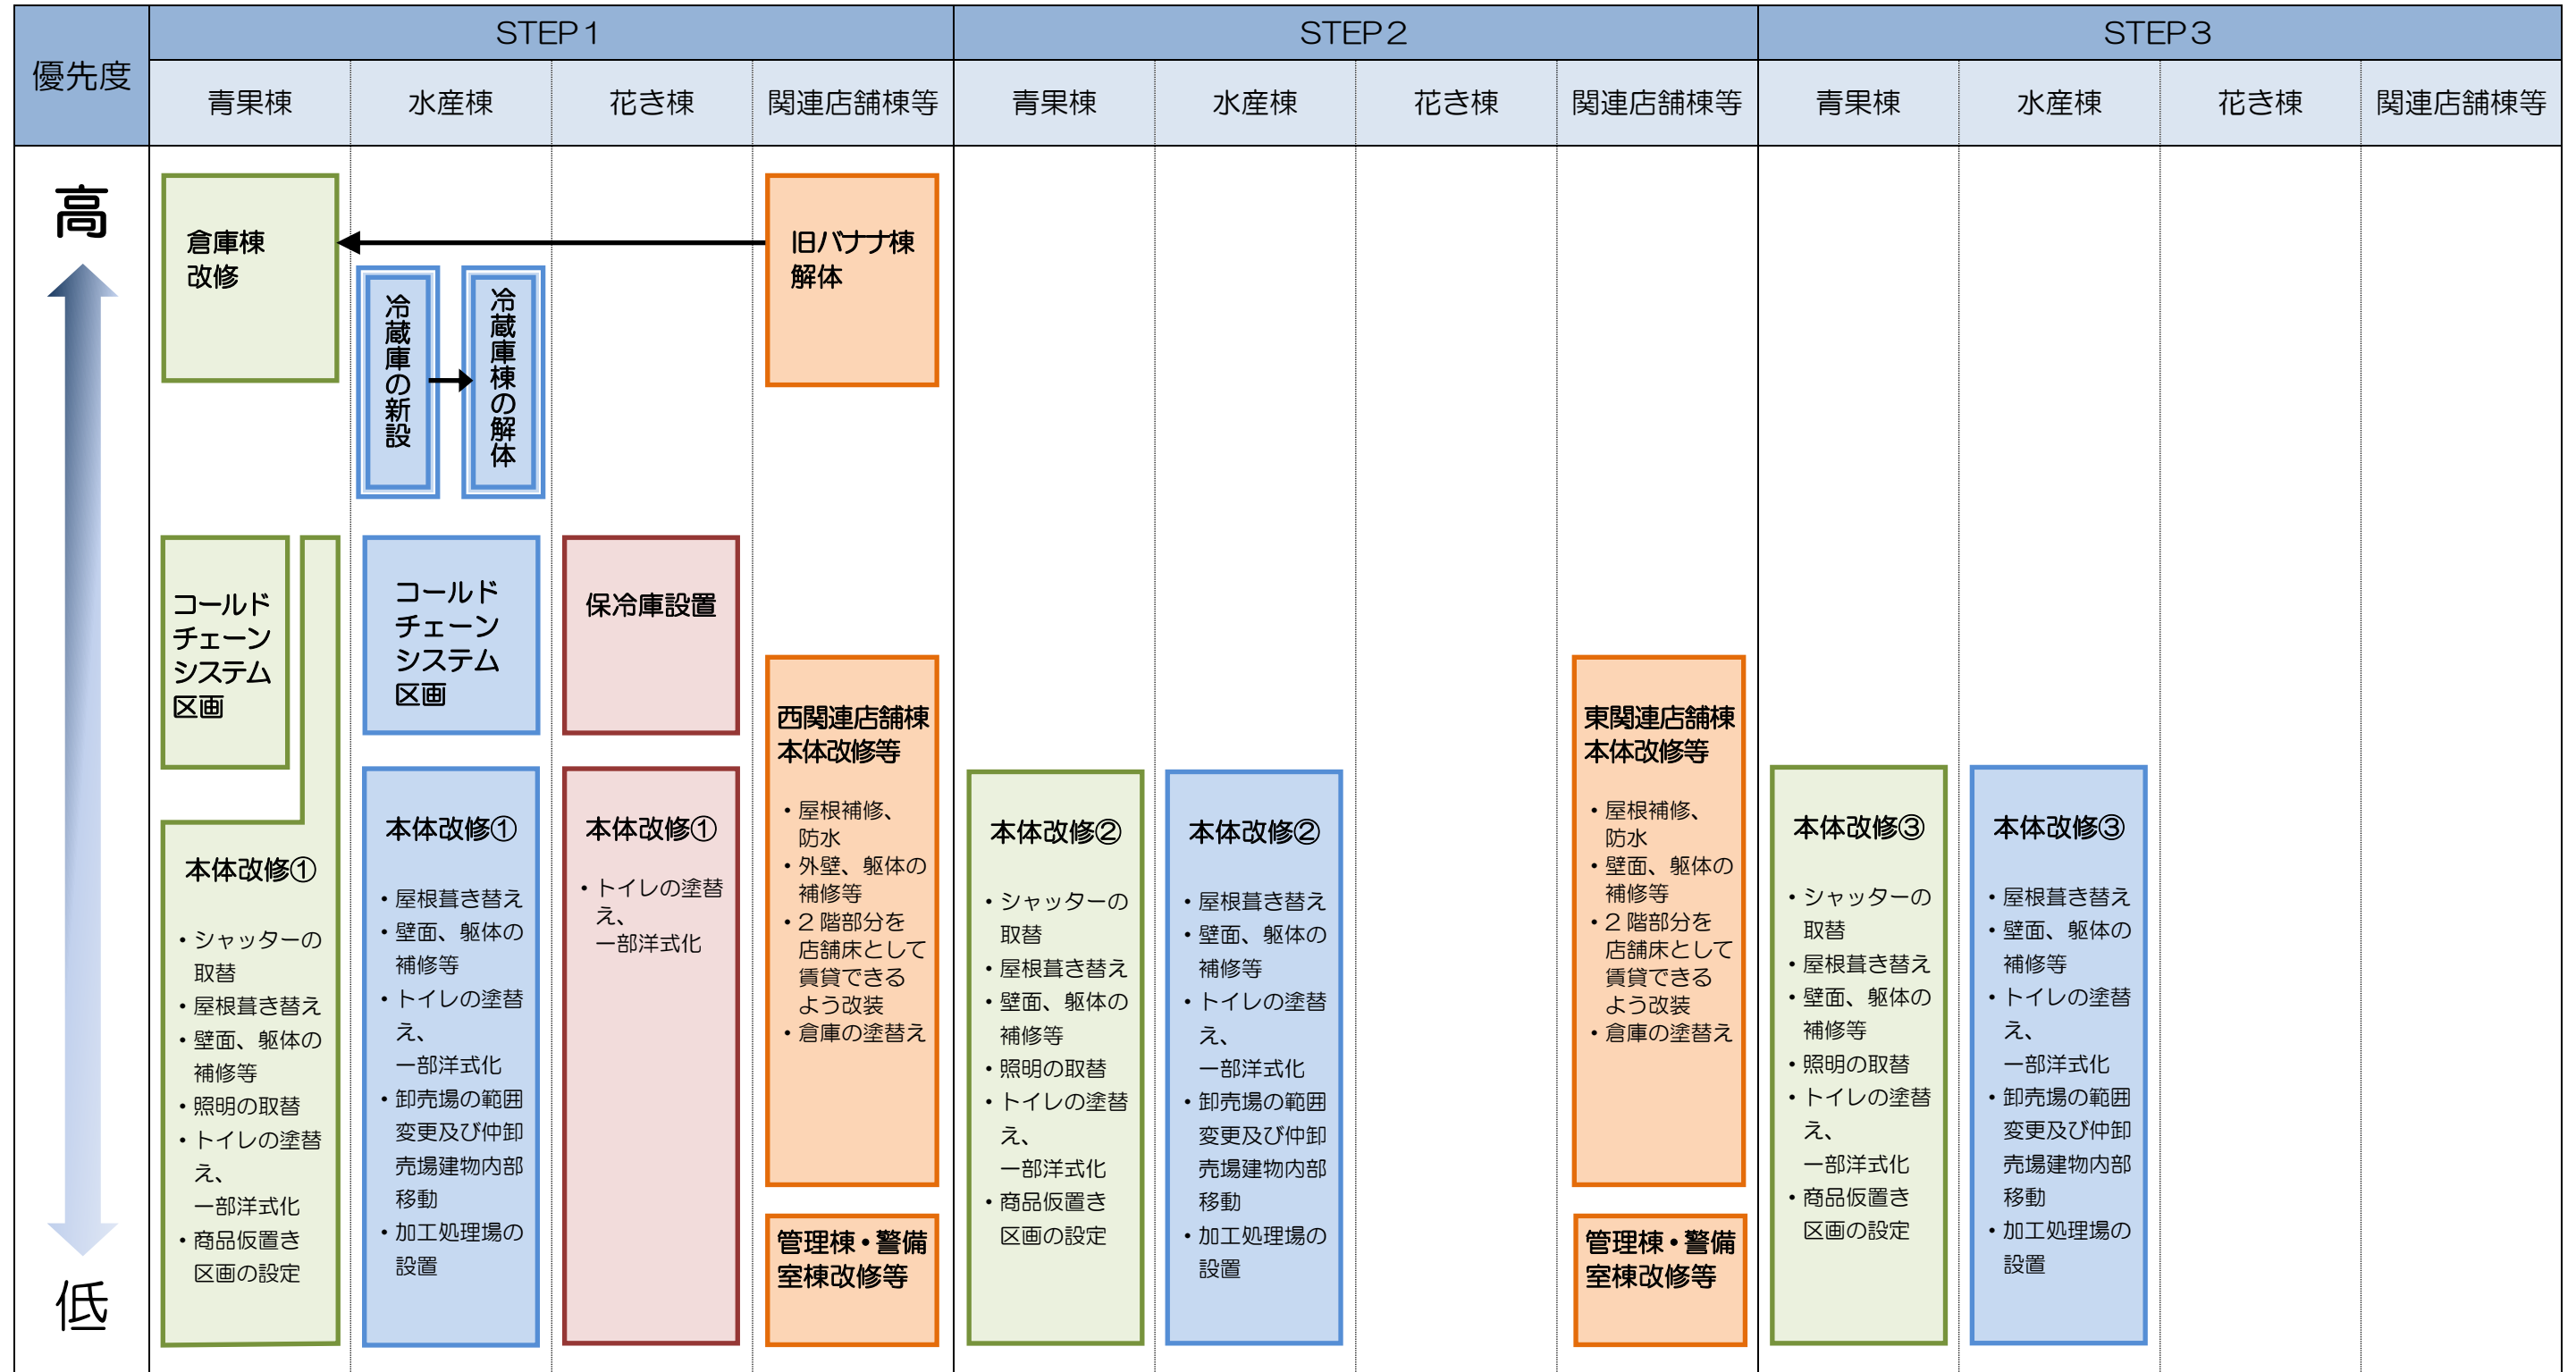 優先度
STEP1
STEP2
STEP3
青果棟
水産棟
花き棟
関連店舗棟等
青果棟
水産棟
花き棟
関連店舗棟等
青果棟
水産棟
花き棟
関連店舗棟等
高
低
倉庫棟
改修
冷蔵庫の新設
冷蔵庫棟の解体
旧バナナ棟
解体
コールド
チェーン
システム
区画
コールド
チェーン
システム
区画
保冷庫設置
本体改修①
・シャッターの
取替
・屋根葺き替え
・壁面、躯体の
補修等
・照明の取替
・トイレの塗替
え、
一部洋式化
・商品仮置き
区画の設定
本体改修①
・屋根葺き替え
・壁面、躯体の
補修等
・トイレの塗替
え、
一部洋式化
・卸売場の範囲
変更及び仲卸
売場建物内部
移動
・加工処理場の
設置
本体改修①
・トイレの塗替
え、
一部洋式化
西関連店舗棟
本体改修等
・屋根補修、
防水
・外壁、躯体の
補修等
・2階部分を
店舗床として
賃貸できる
よう改装
・倉庫の塗替え
管理棟・警備
室棟改修等
本体改修②
・シャッターの
取替
・屋根葺き替え
・壁面、躯体の
補修等
・照明の取替
・トイレの塗替
え、
一部洋式化
・商品仮置き
区画の設定
本体改修②
・屋根葺き替え
・壁面、躯体の
補修等
・トイレの塗替
え、
一部洋式化
・卸売場の範囲
変更及び仲卸
売場建物内部
移動
・加工処理場の
設置
東関連店舗棟
本体改修等
・屋根補修、
防水
・壁面、躯体の
補修等
・2階部分を
店舗床として
賃貸できる
よう改装
・倉庫の塗替え
管理棟・警備
室棟改修等
本体改修③
・シャッターの
取替
・屋根葺き替え
・壁面、躯体の
補修等
・照明の取替
・トイレの塗替
え、
一部洋式化
・商品仮置き
区画の設定
本体改修③
・屋根葺き替え
・壁面、躯体の
補修等
・トイレの塗替
え、
一部洋式化
・卸売場の範囲
変更及び仲卸
売場建物内部
移動
・加工処理場の
設置